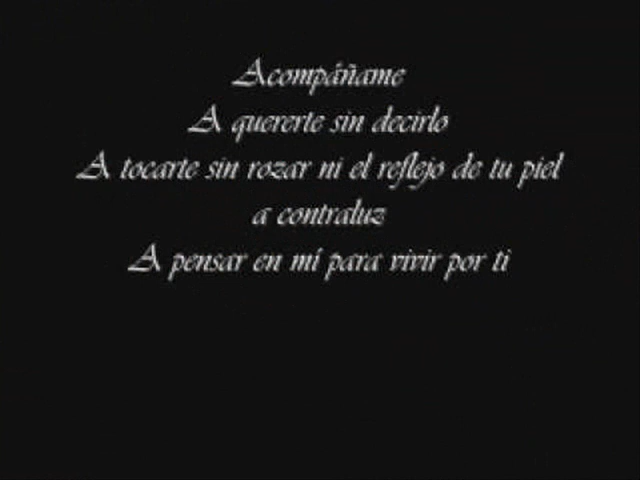 Acompáñame
A quererte sin decirlo
A tocarte sin rozar ni el reflejo de tu piel
a contraluz
A pensar en mí para vivir por ti